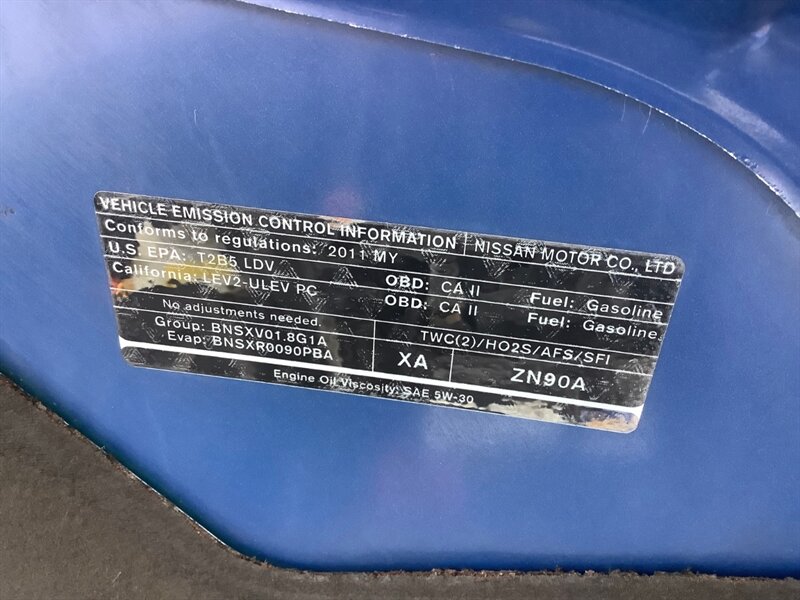 VEHICLE EMISSION CONTROL INFORMATION NISSAN MOTOR CO., LTD
Conforms to regulations: 2011 MY
U.S. EPA: T2B5 LDV OBD: CA II Fuel: Gasoline
California: LEV2-ULEV PC OBD: CA II Fuel: Gasoline
No adjustments needed.
Group: BNSXV01.8G1A TWC(2)/HO2S/AFS/SFI
Evap: BNSXR0090PBA XA ZN90A
Engine Oil Viscosity: SAE 5W-30